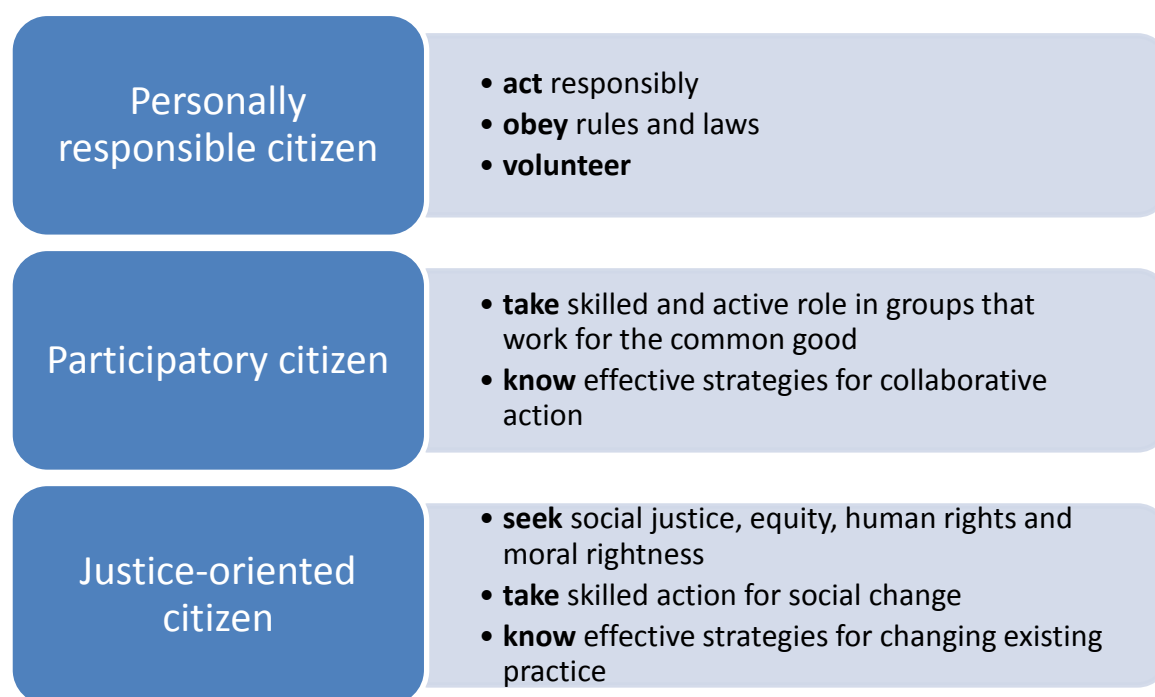 Personally
responsible citizen
• act responsibly
• obey rules and laws
• volunteer
Participatory citizen
• take skilled and active role in groups that
work for the common good
• know effective strategies for collaborative
action
Justice-oriented
citizen
• seek social justice, equity, human rights and
moral rightness
• take skilled action for social change
• know effective strategies for changing existing
practice